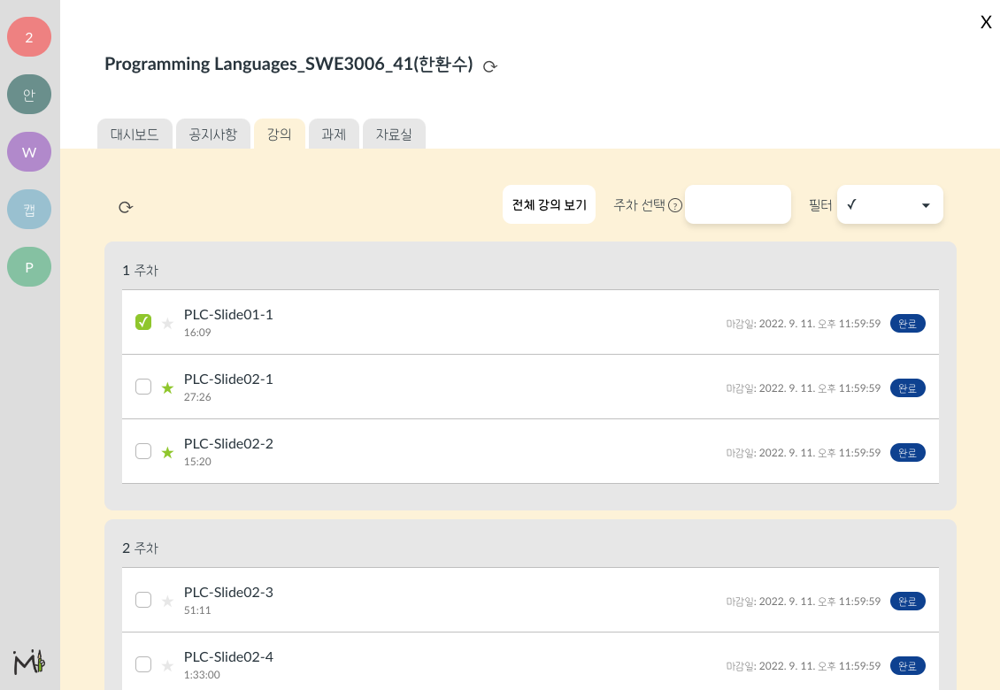 X
2
안
W
캡
P
Programming Languages_SWE3006_41(한환수)
대시보드 공지사항 강의 과제 자료실
전체 강의 보기 주차 선택 ? 필터 ✓
1 주차
PLC-Slide01-1
16:09
마감일: 2022. 9. 11. 오후 11:59:59 완료
PLC-Slide02-1
27:26
마감일: 2022. 9. 11. 오후 11:59:59 완료
PLC-Slide02-2
15:20
마감일: 2022. 9. 11. 오후 11:59:59 완료
2 주차
PLC-Slide02-3
51:11
마감일: 2022. 9. 11. 오후 11:59:59 완료
PLC-Slide02-4
1:33:00
마감일: 2022. 9. 11. 오후 11:59:59 완료